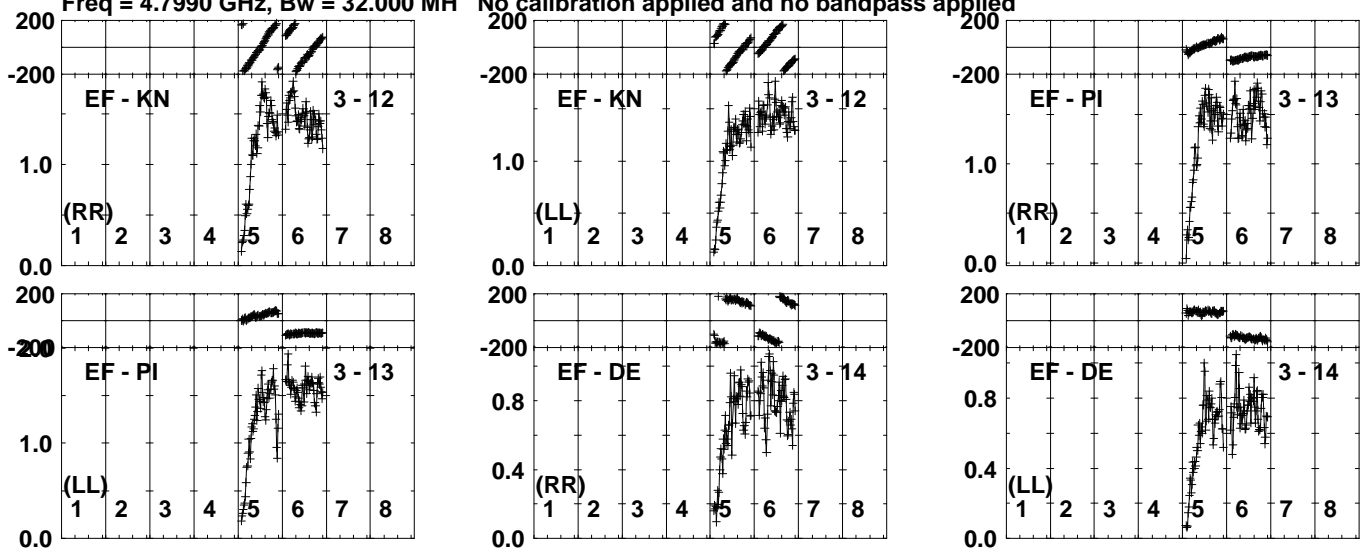 Freq = 4.7990 GHz, Bw = 32.000 MH No calibration applied and no bandpass applied
200
-200
EF - KN 3 - 12
1.0
(RR)
1 2 3 4 5 6 7 8
0.0
200
-200
EF - KN 3 - 12
1.0
(LL)
1 2 3 4 5 6 7 8
0.0
200
-200
EF - PI 3 - 13
1.0
(RR)
1 2 3 4 5 6 7 8
0.0
200
-200
2.0
EF - PI 3 - 13
1.0
(LL)
1 2 3 4 5 6 7 8
0.0
200
-200
EF - DE 3 - 14
0.8
0.4
(RR)
1 2 3 4 5 6 7 8
0.0
200
-200
EF - DE 3 - 14
0.8
0.4
(LL)
1 2 3 4 5 6 7 8
0.0